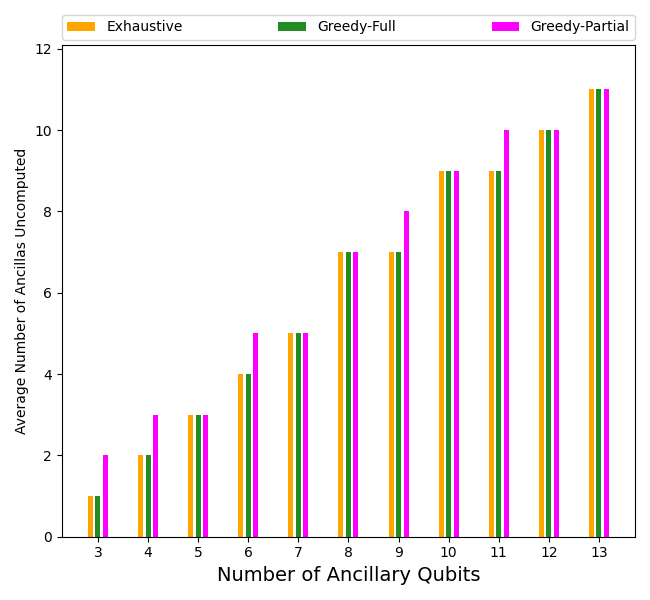 Exhaustive Greedy-Full Greedy-Partial
12
10
8
6
4
2
0
Average Number of Ancillas Uncomputed
3 4 5 6 7 8 9 10 11 12 13
Number of Ancillary Qubits